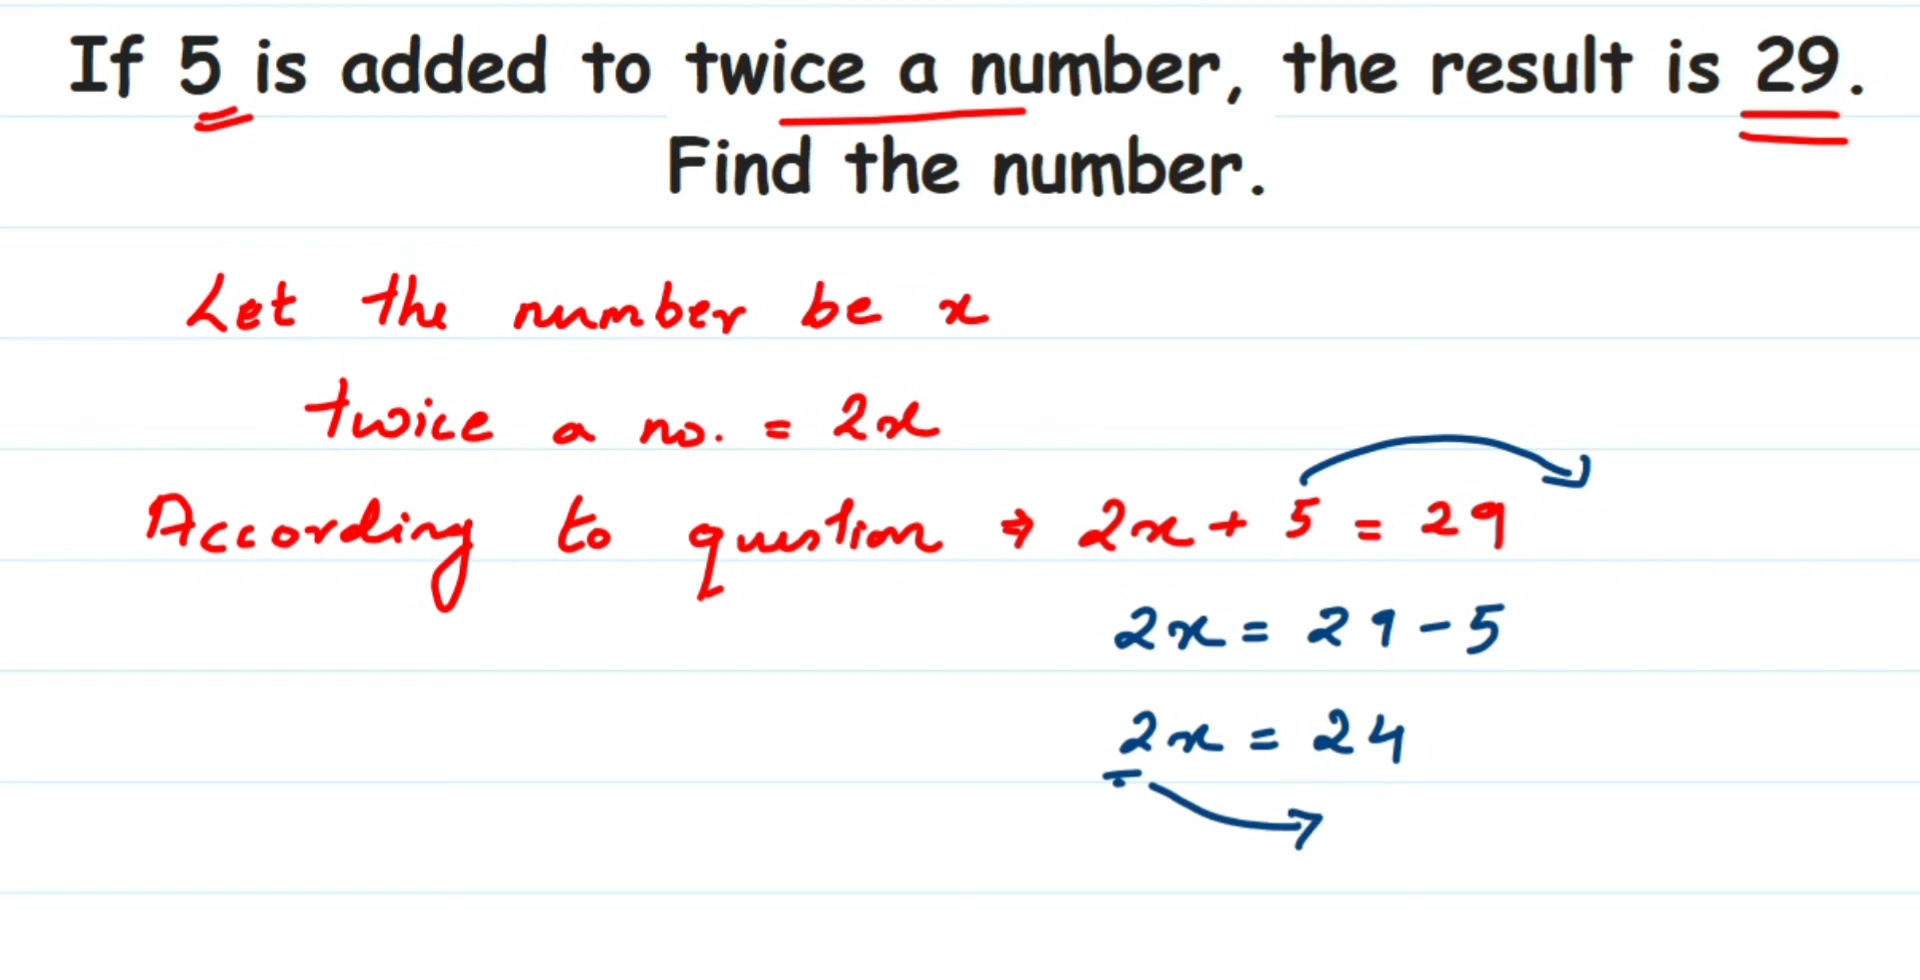 If 5 is added to twice a number, the result is 29.
Find the number.
Let the number be x
twice a no. = 2x
According to question ⇒ 2x + 5 = 29
2x = 29 - 5
2x = 24